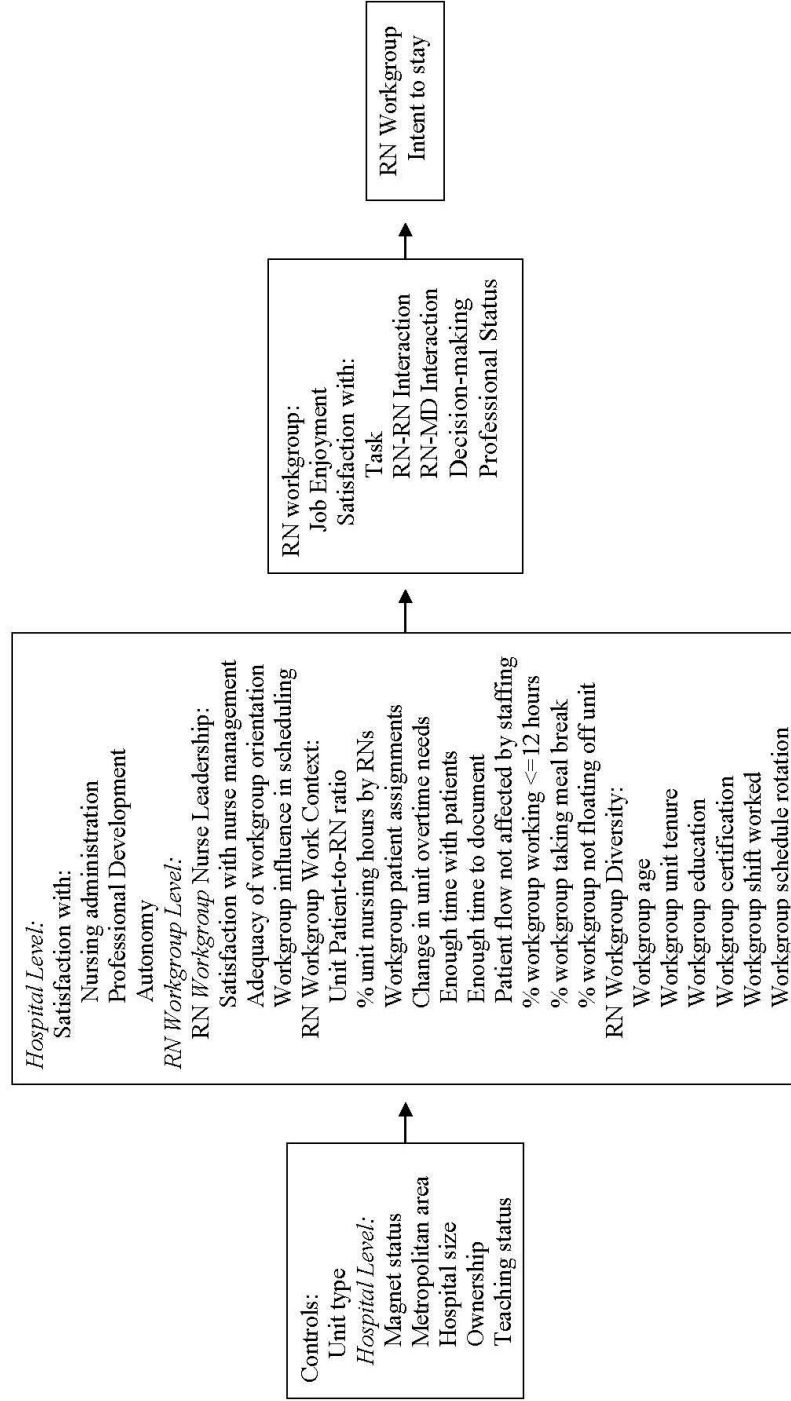 Controls:
Unit type
Hospital Level:
Magnet status
Metropolitan area
Hospital size
Ownership
Teaching status
Hospital Level:
Satisfaction with:
Nursing administration
Professional Development
Autonomy
RN Workgroup Level:
RN Workgroup Nurse Leadership:
Satisfaction with nurse management
Adequacy of workgroup orientation
Workgroup influence in scheduling
RN Workgroup Work Context:
Unit Patient-to-RN ratio
% unit nursing hours by RNs
Workgroup patient assignments
Change in unit overtime needs
Enough time with patients
Enough time to document
Patient flow not affected by staffing
% workgroup working <=12 hours
% workgroup taking meal break
% workgroup not floating off unit
RN Workgroup Diversity:
Workgroup age
Workgroup unit tenure
Workgroup education
Workgroup certification
Workgroup shift worked
Workgroup schedule rotation
RN workgroup:
Job Enjoyment
Satisfaction with:
Task
RN-RN Interaction
RN-MD Interaction
Decision-making
Professional Status
RN Workgroup
Intent to stay